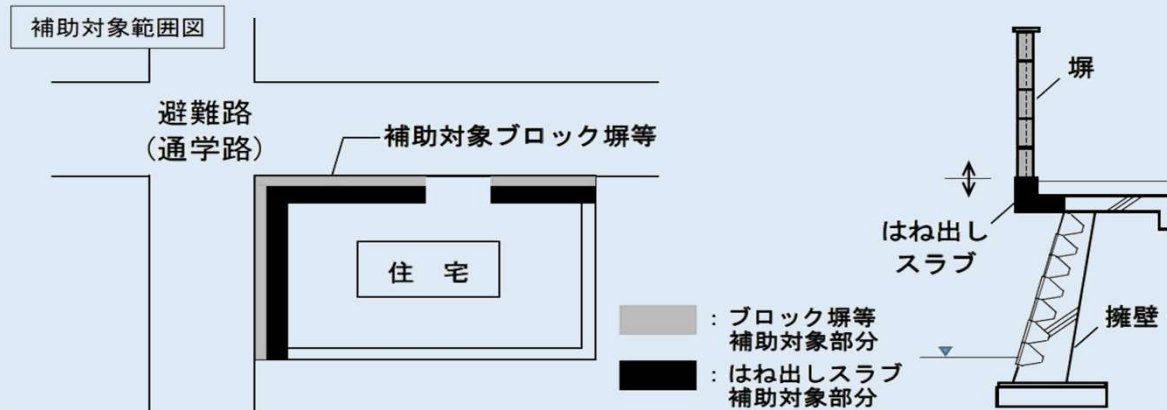 補助対象範囲図
避難路
(通学路)
補助対象ブロック塀等
住 宅
: ブロック塀等
補助対象部分
: はね出しスラブ
補助対象部分
塀
はね出し
スラブ
擁壁